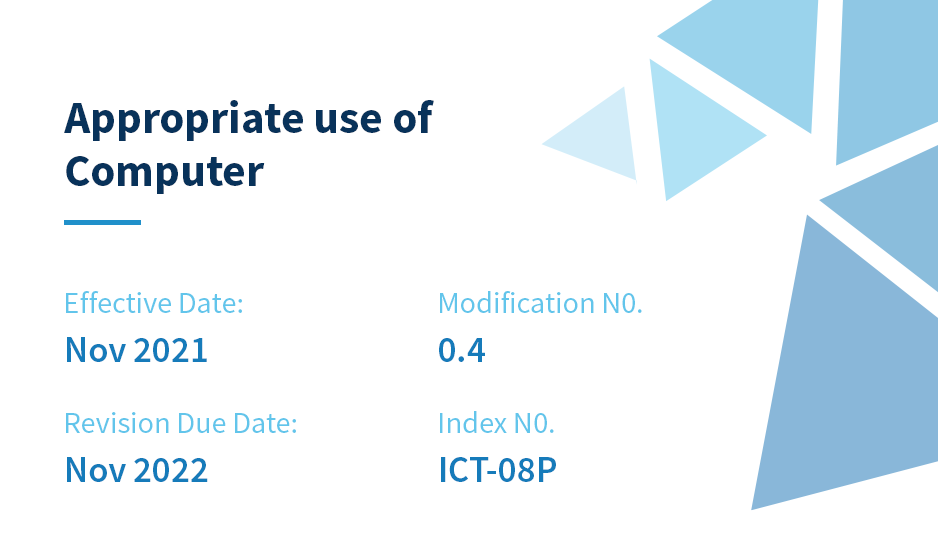 Appropriate use of
Computer
Effective Date:
Modification N0.
Nov 2021
0.4
Revision Due Date:
Index N0.
Nov 2022
ICT-08P